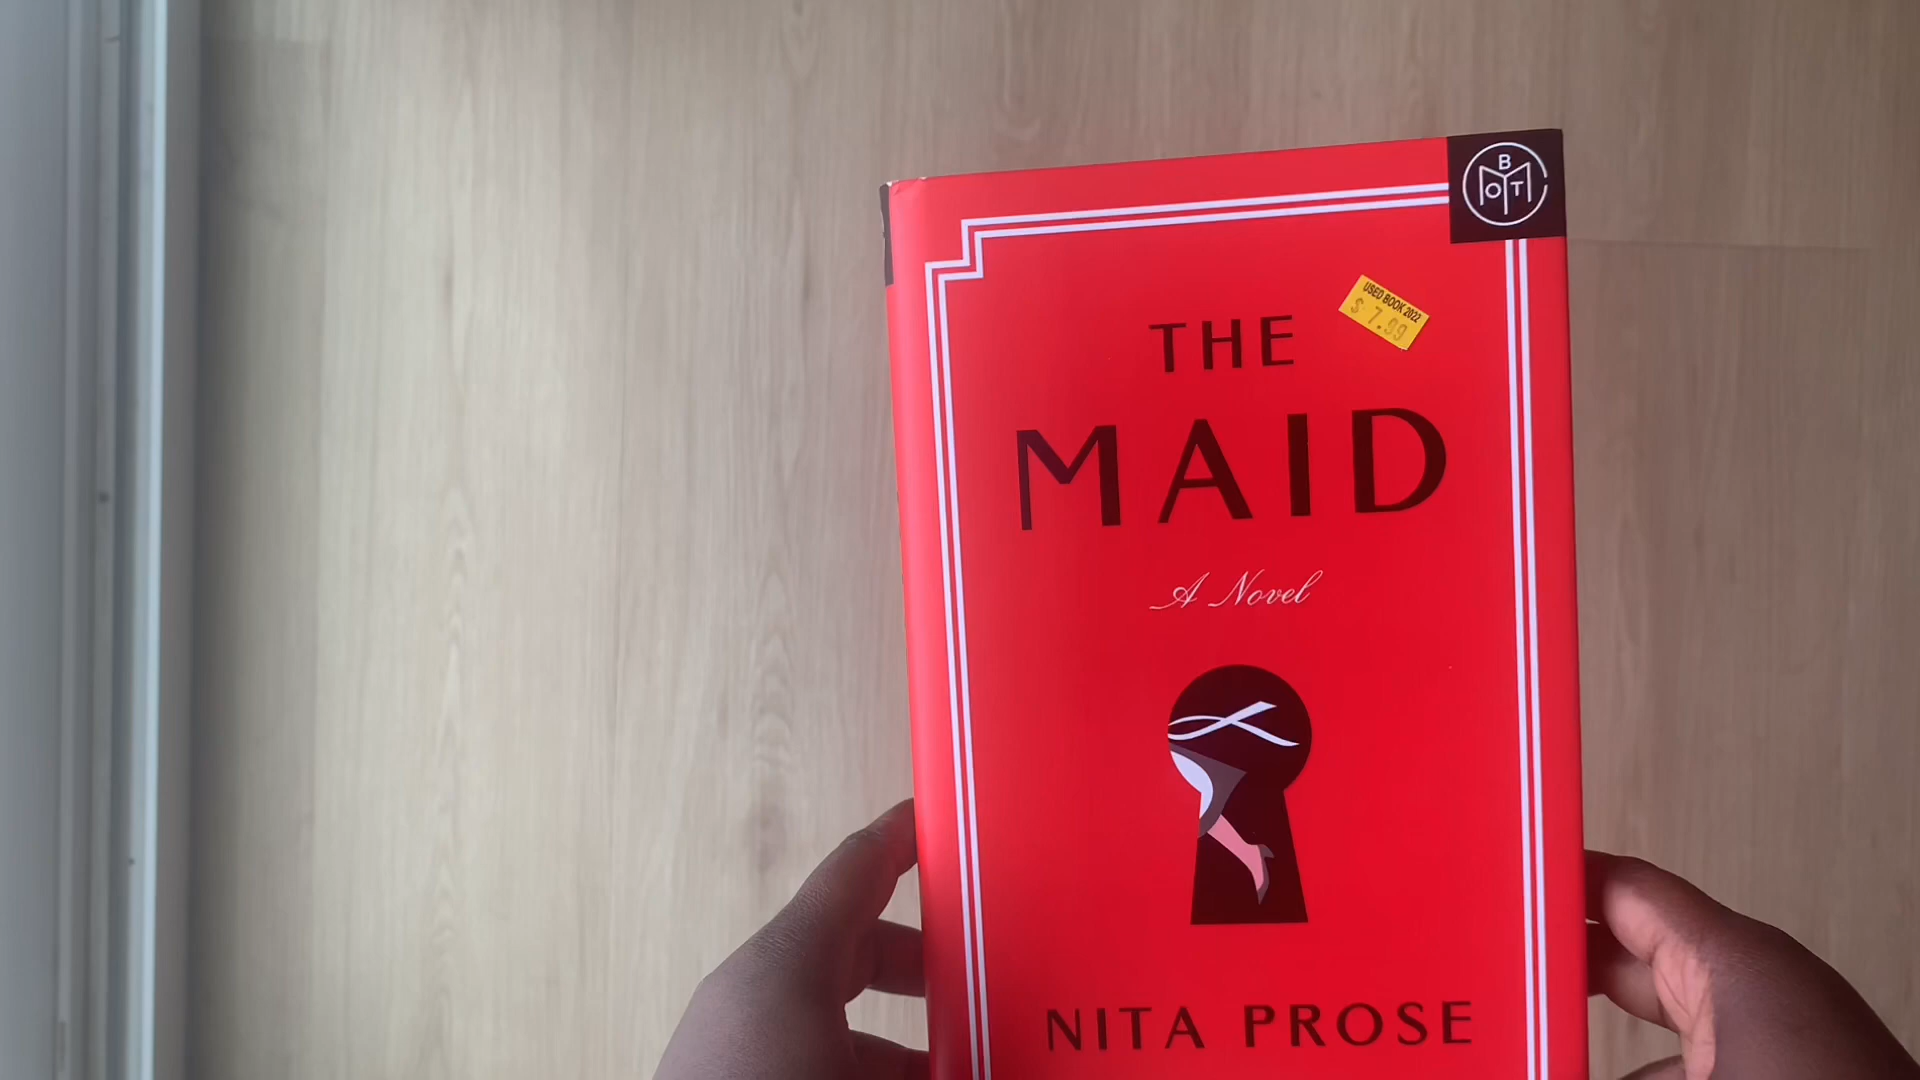 BOTM
USED BOOK 2022
$ 7.99
THE
MAID
A Novel
NITA PROSE